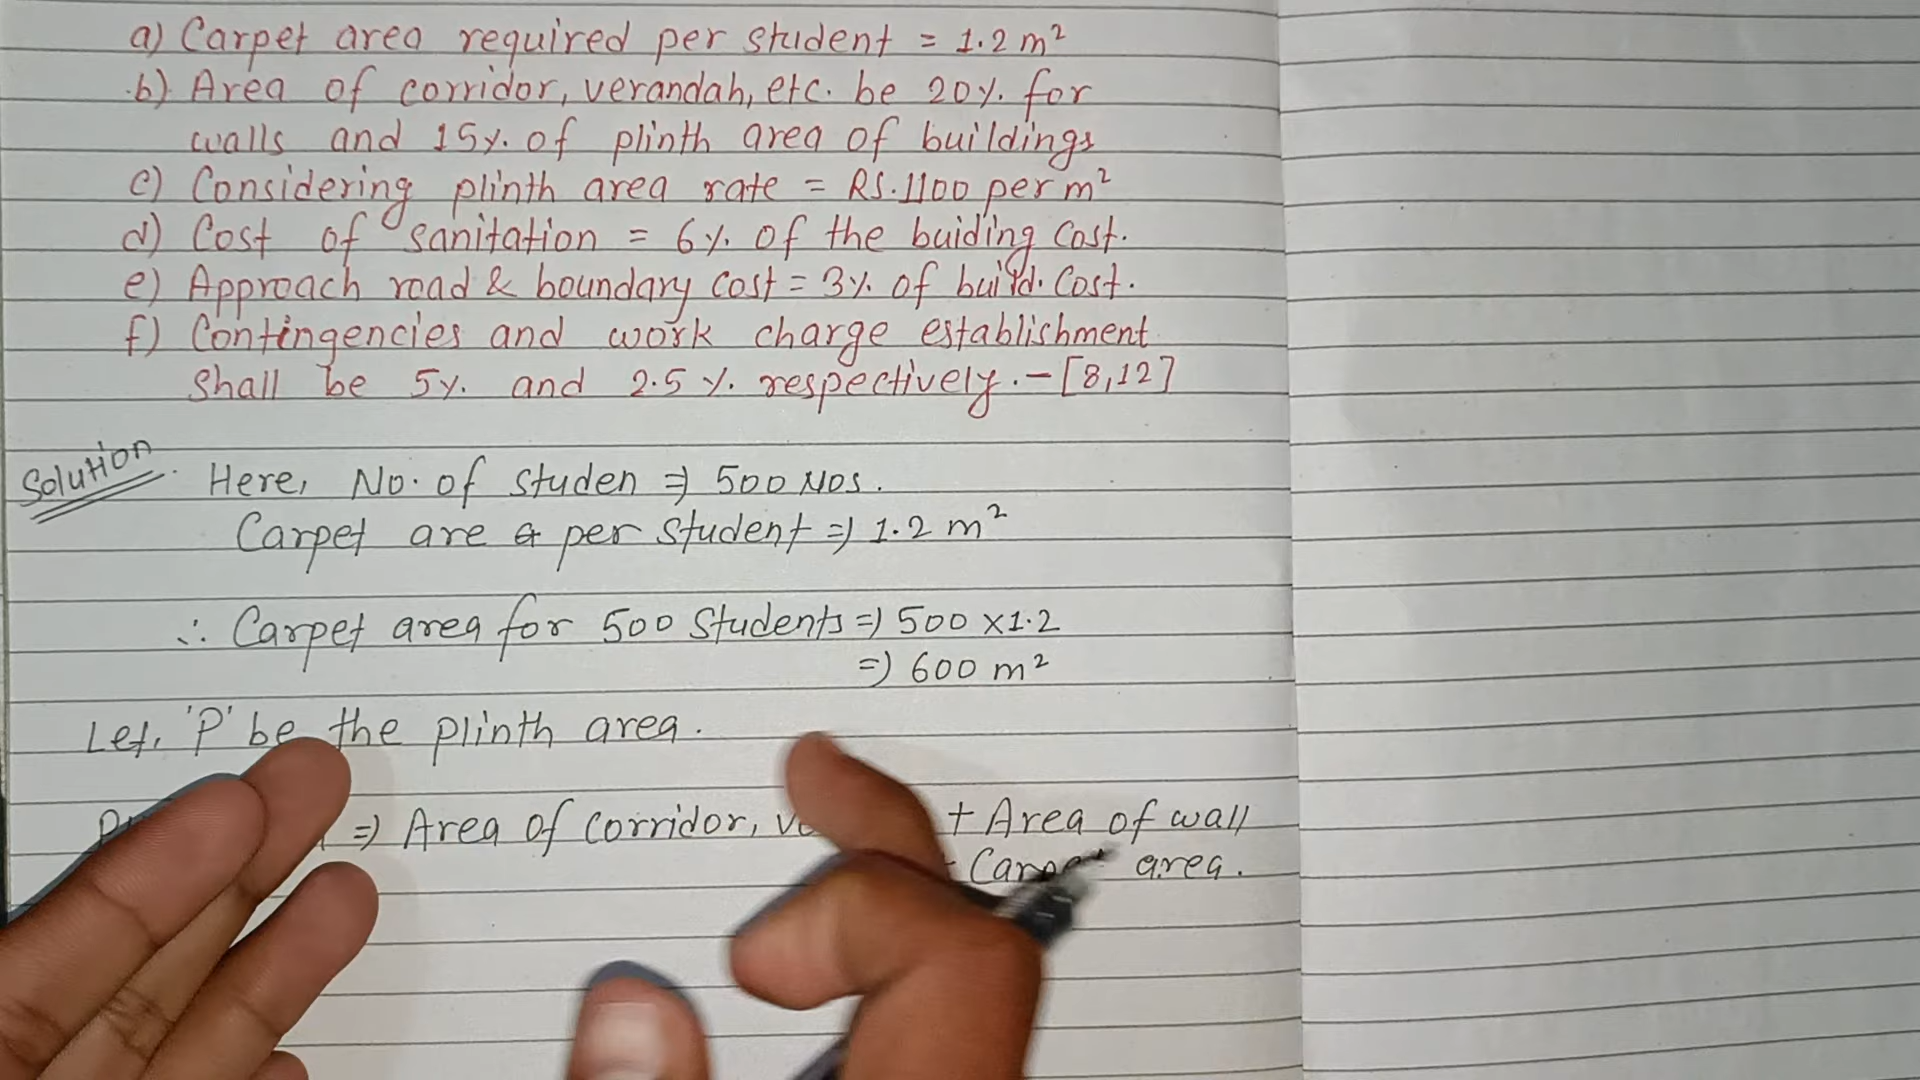 a) Carpet area required per student = 1.2 m²
b) Area of corridor, verandah, etc. be 20%. for
walls and 15%. of plinth area of buildings
c) Considering plinth area rate = RS. 1100 per m²
d) Cost of sanitation = 6%. of the buiding Cost.
e) Approach road & boundary cost = 3%. of build. Cost.
f) Contingencies and work charge establishment
shall be 5%. and 2.5%. respectively. - [8,12]
Solution.
Here, No. of studen ⇒ 500 Nos.
Carpet are a per student ⇒ 1.2 m²
∴ Carpet area for 500 Students ⇒ 500 x 1.2
⇒ 600 m²
Let, 'P' be the plinth area.
⇒ Area of corridor, + Area of wall
area.